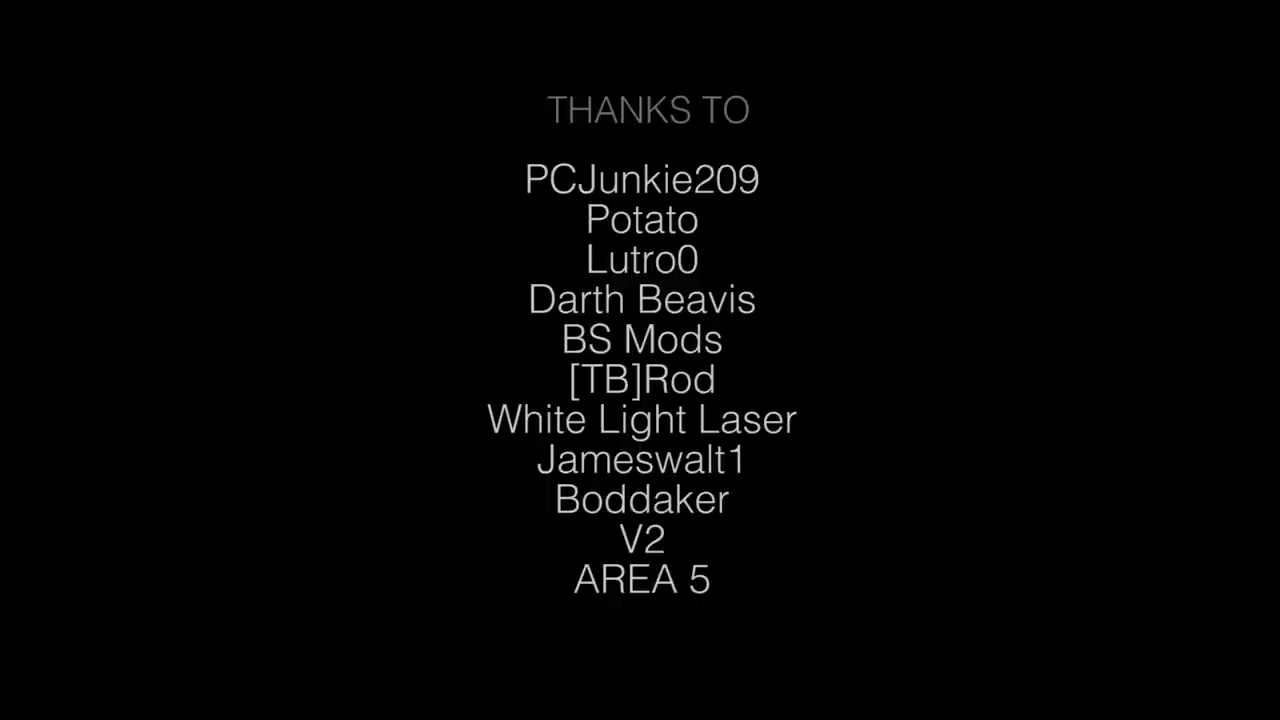 THANKS TO
PCJunkie209
Potato
Lutro0
Darth Beavis
BS Mods
[TB]Rod
White Light Laser
Jameswalt1
Boddaker
V2
AREA 5